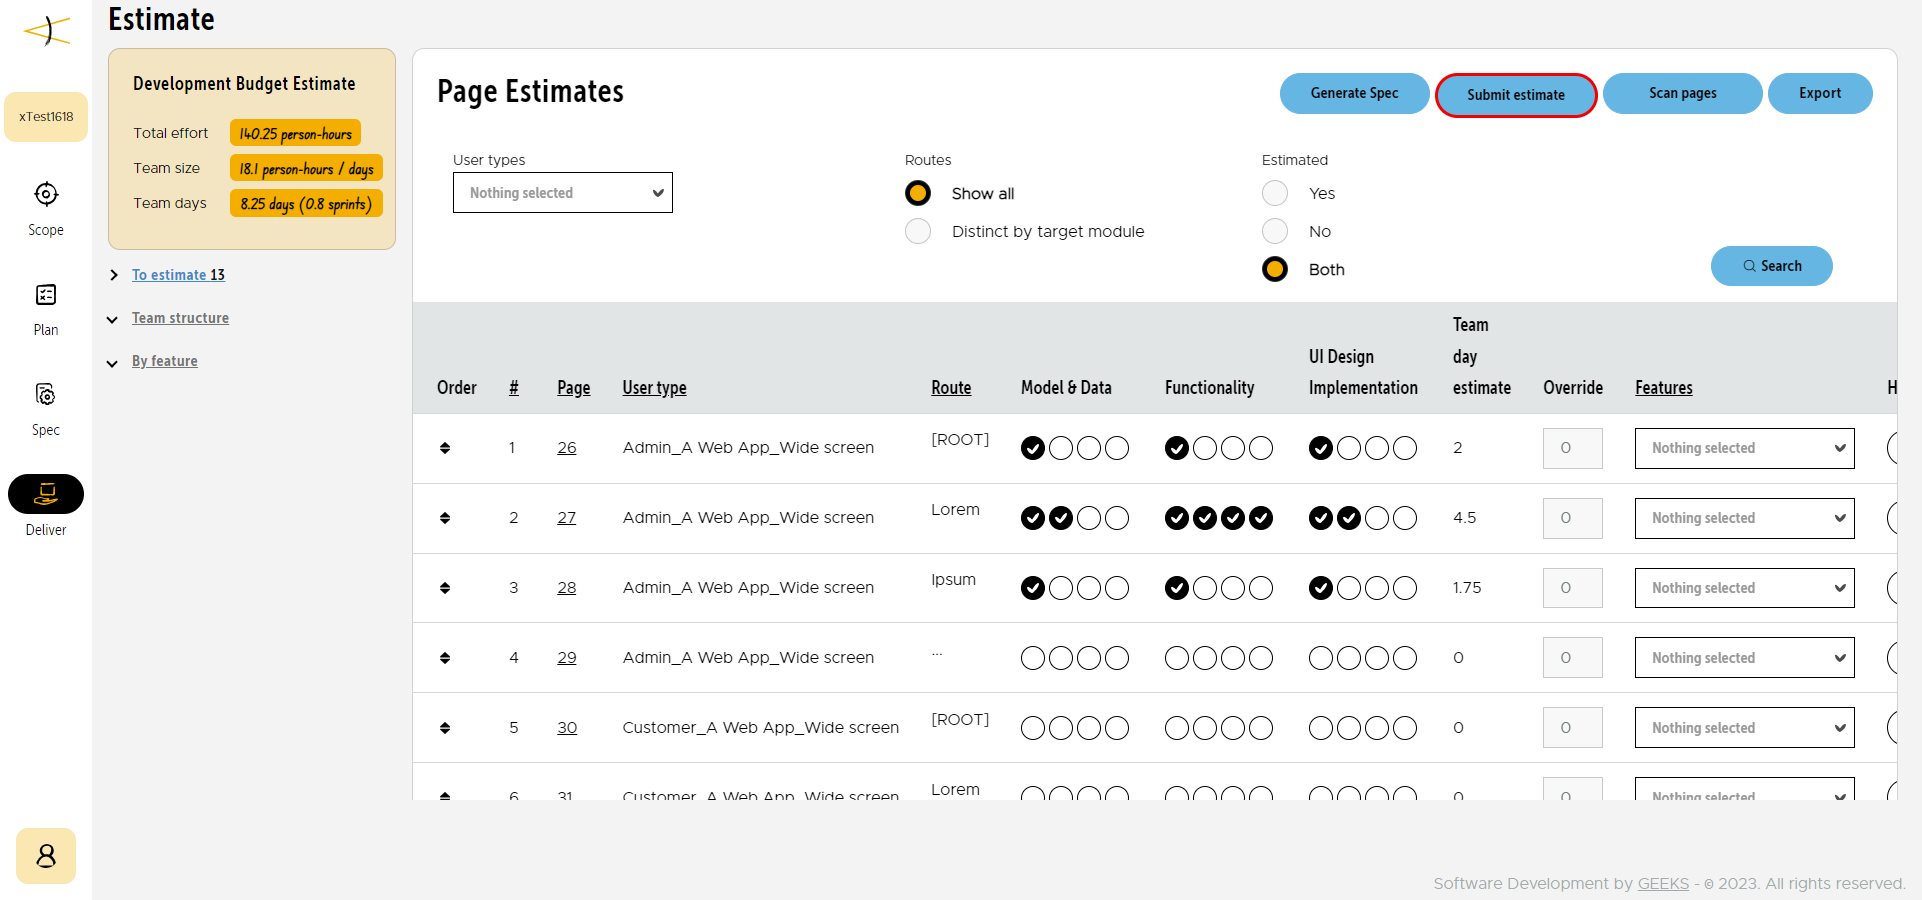 Estimate
xTest1618
Scope
Plan
Spec
Deliver
Development Budget Estimate
Total effort 140.25 person-hours
Team size 18.1 person-hours / days
Team days 8.25 days (0.8 sprints)
To estimate 13
Team structure
By feature
Page Estimates
Generate Spec Submit estimate Scan pages Export
User types
Nothing selected
Routes
Show all
Distinct by target module
Estimated
Yes
No
Both
Search
Order # Page User type Route Model & Data Functionality UI Design Implementation Team day estimate Override Features H
1 26 Admin_A Web App_Wide screen [ROOT] 2 0 Nothing selected
2 27 Admin_A Web App_Wide screen Lorem 4.5 0 Nothing selected
3 28 Admin_A Web App_Wide screen Ipsum 1.75 0 Nothing selected
4 29 Admin_A Web App_Wide screen ... 0 0 Nothing selected
5 30 Customer_A Web App_Wide screen [ROOT] 0 0 Nothing selected
6 31 Customer_A Web App_Wide screen Lorem 0 0 Nothing selected
Software Development by GEEKS - © 2023. All rights reserved.